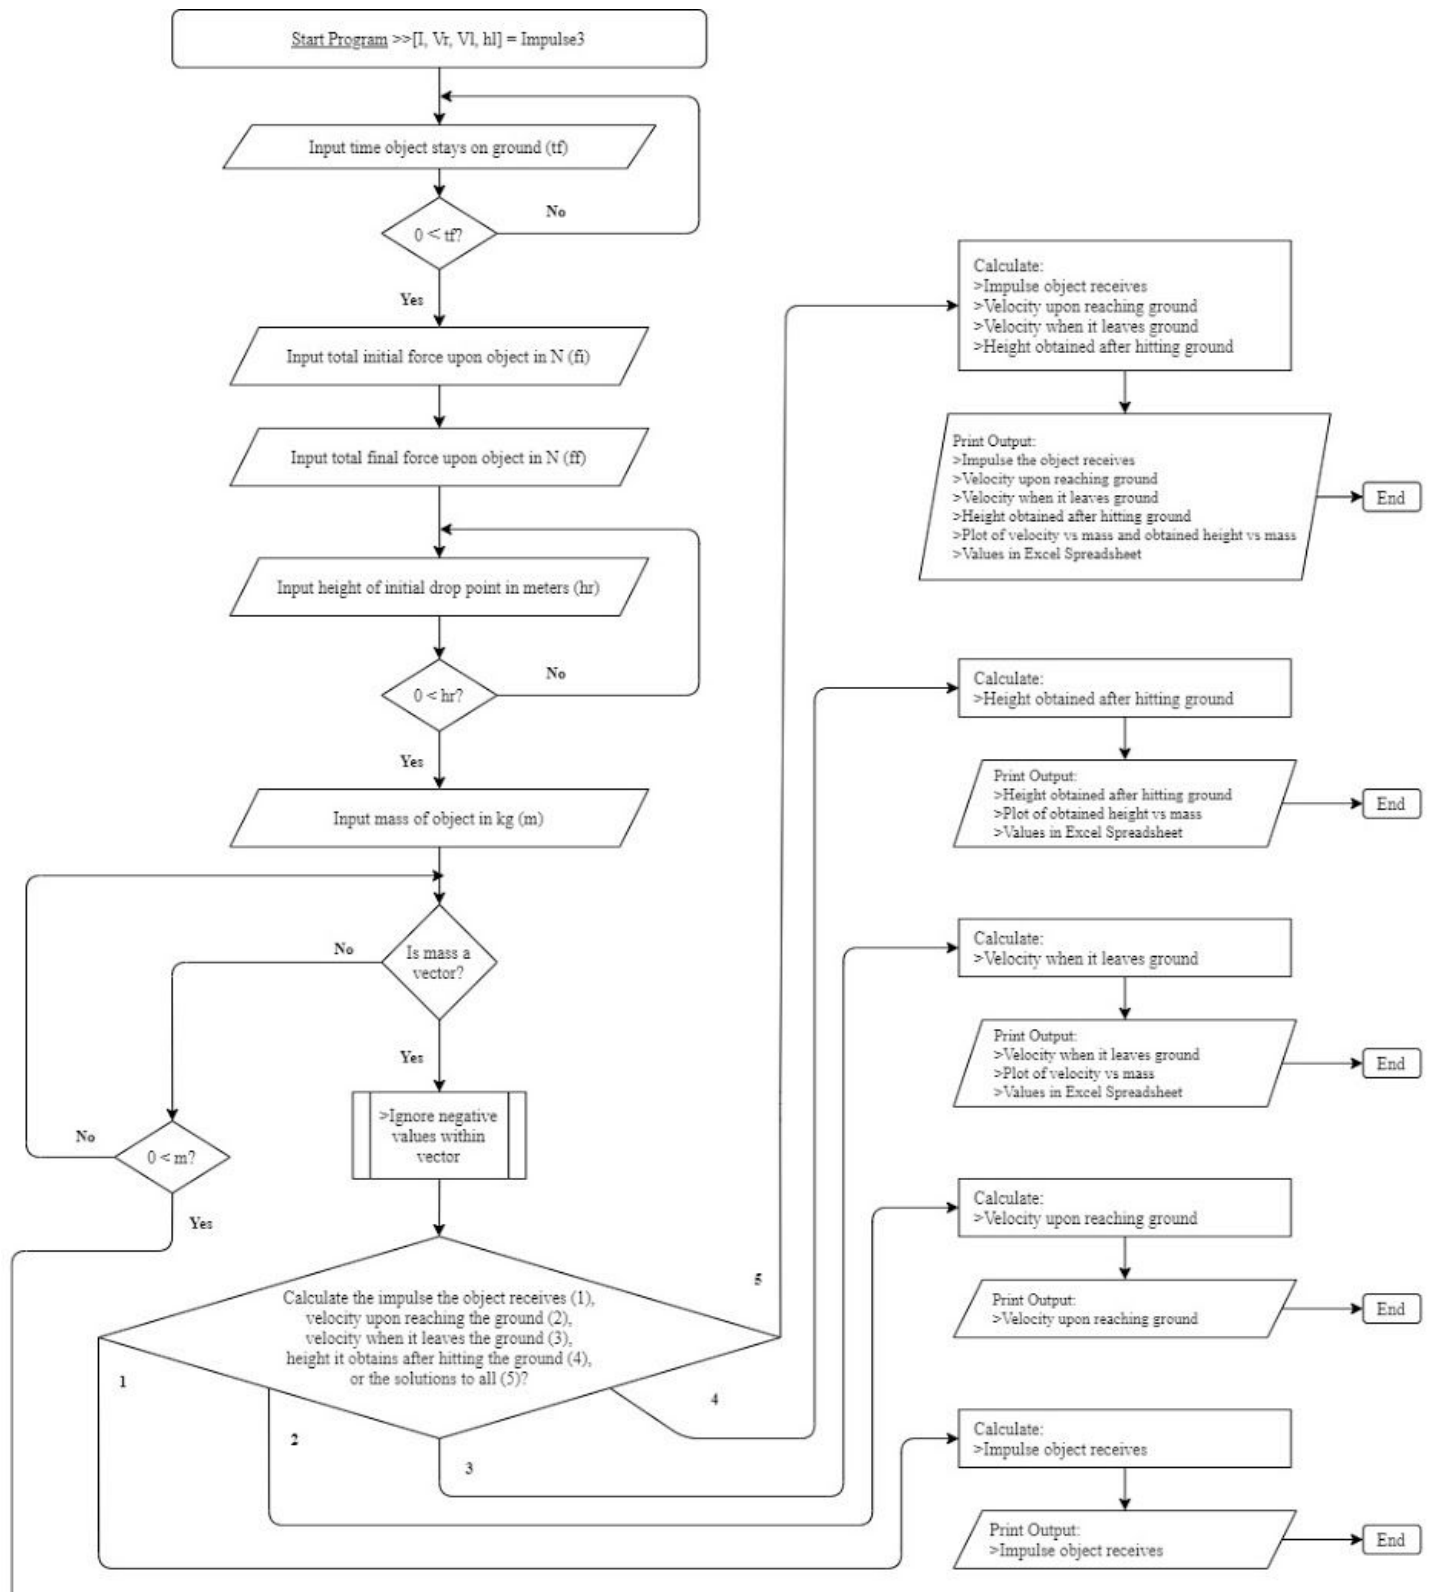 Start Program >>[I, Vr, Vl, hl] = Impulse3
Input time object stays on ground (tf)
No
0 < tf?
Yes
Input total initial force upon object in N (fi)
Input total final force upon object in N (ff)
Input height of initial drop point in meters (hr)
No
0 < hr?
Yes
Input mass of object in kg (m)
No
Is mass a
vector?
Yes
>Ignore negative
values within
vector
No
0 < m?
Yes
Calculate the impulse the object receives (1),
velocity upon reaching the ground (2),
velocity when it leaves the ground (3),
height it obtains after hitting the ground (4),
or the solutions to all (5)?
1
2
3
4
5
Calculate:
>Impulse object receives
>Velocity upon reaching ground
>Velocity when it leaves ground
>Height obtained after hitting ground
Print Output:
>Impulse the object receives
>Velocity upon reaching ground
>Velocity when it leaves ground
>Height obtained after hitting ground
>Plot of velocity vs mass and obtained height vs mass
>Values in Excel Spreadsheet
End
Calculate:
>Height obtained after hitting ground
Print Output:
>Height obtained after hitting ground
>Plot of obtained height vs mass
>Values in Excel Spreadsheet
End
Calculate:
>Velocity when it leaves ground
Print Output:
>Velocity when it leaves ground
>Plot of velocity vs mass
>Values in Excel Spreadsheet
End
Calculate:
>Velocity upon reaching ground
Print Output:
>Velocity upon reaching ground
End
Calculate:
>Impulse object receives
Print Output:
>Impulse object receives
End